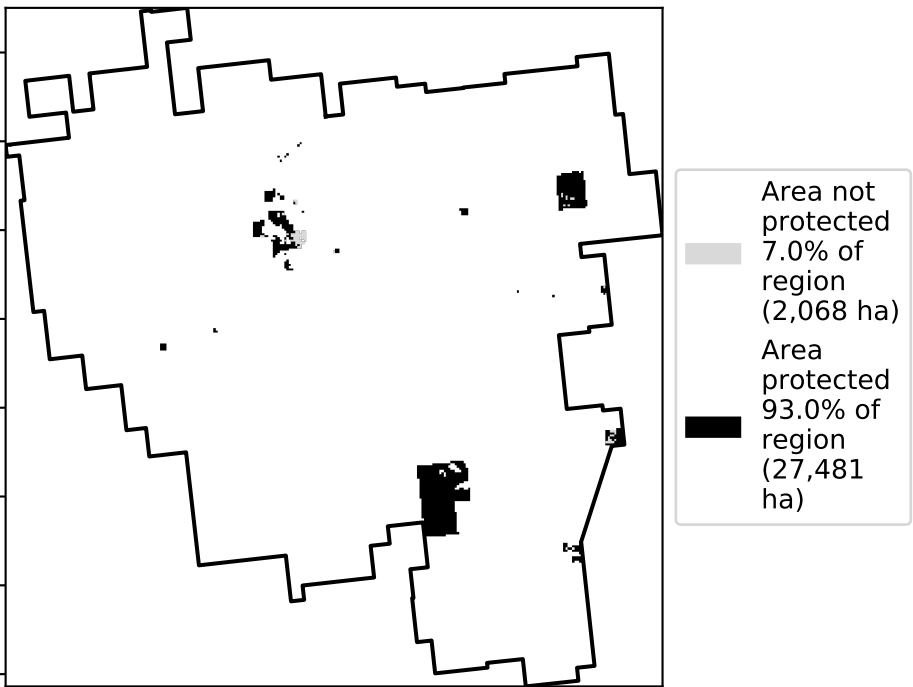 Area not
protected
7.0% of
region
(2,068 ha)
Area
protected
93.0% of
region
(27,481
ha)